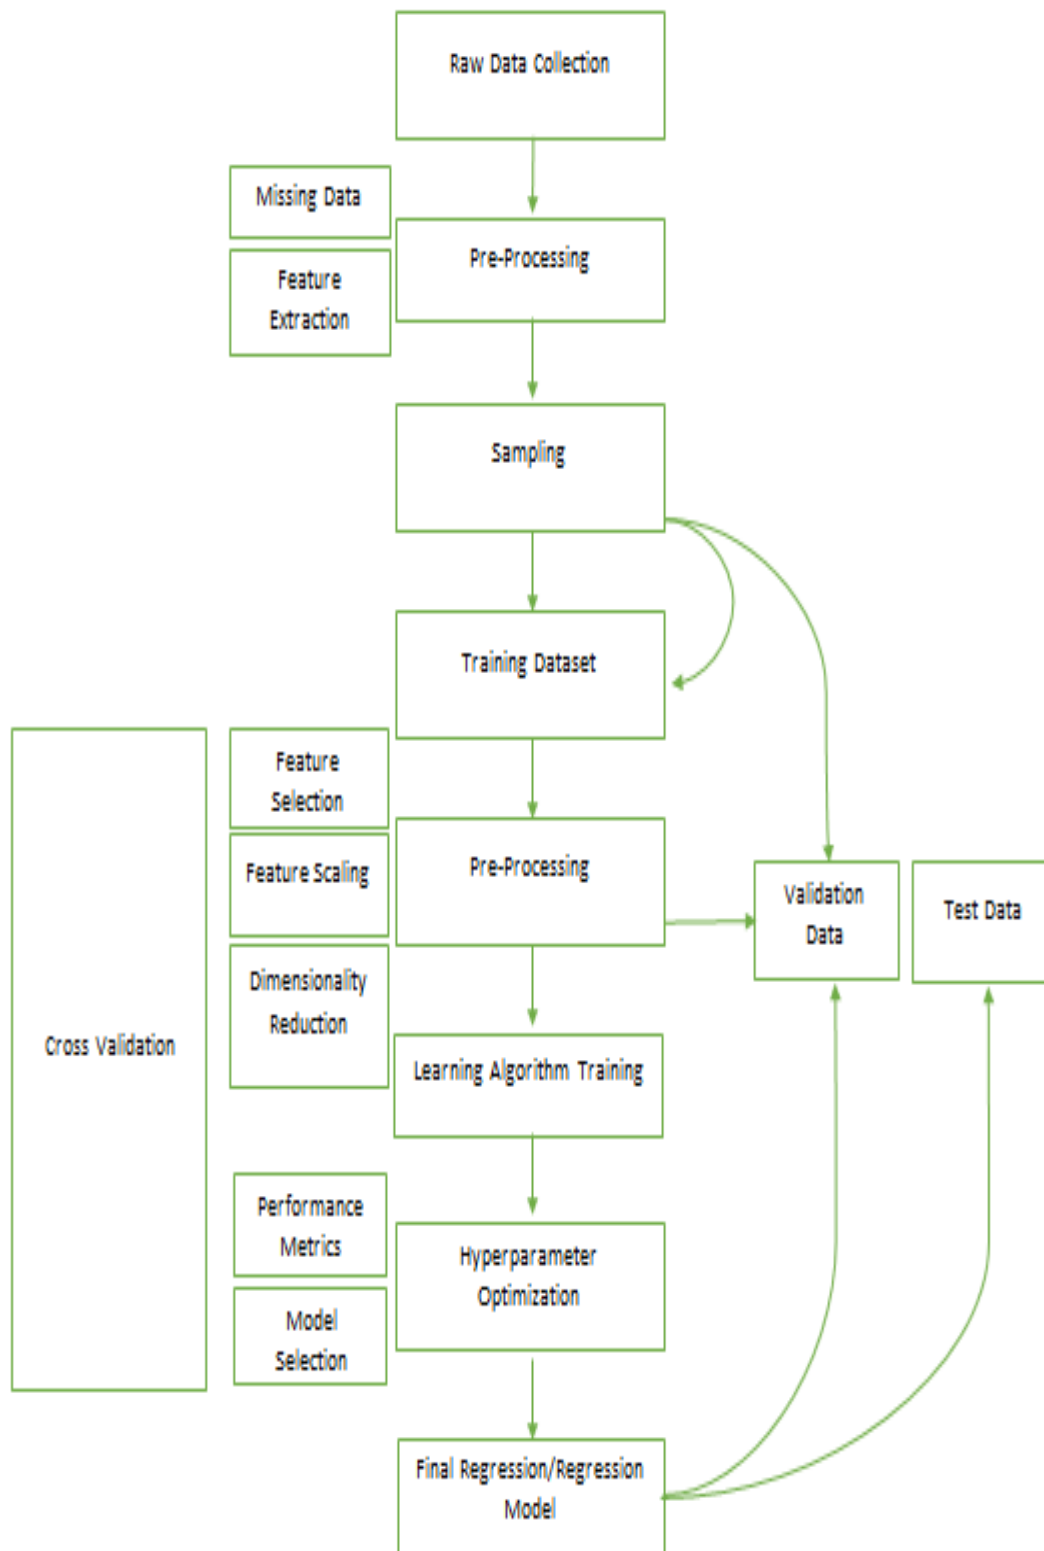 Raw Data Collection
Missing Data
Pre-Processing
Feature
Extraction
Sampling
Training Dataset
Feature
Selection
Feature Scaling
Pre-Processing
Validation
Data
Test Data
Dimensionality
Reduction
Cross Validation
Learning Algorithm Training
Performance
Metrics
Hyperparameter
Optimization
Model
Selection
Final Regression/Regression
Model